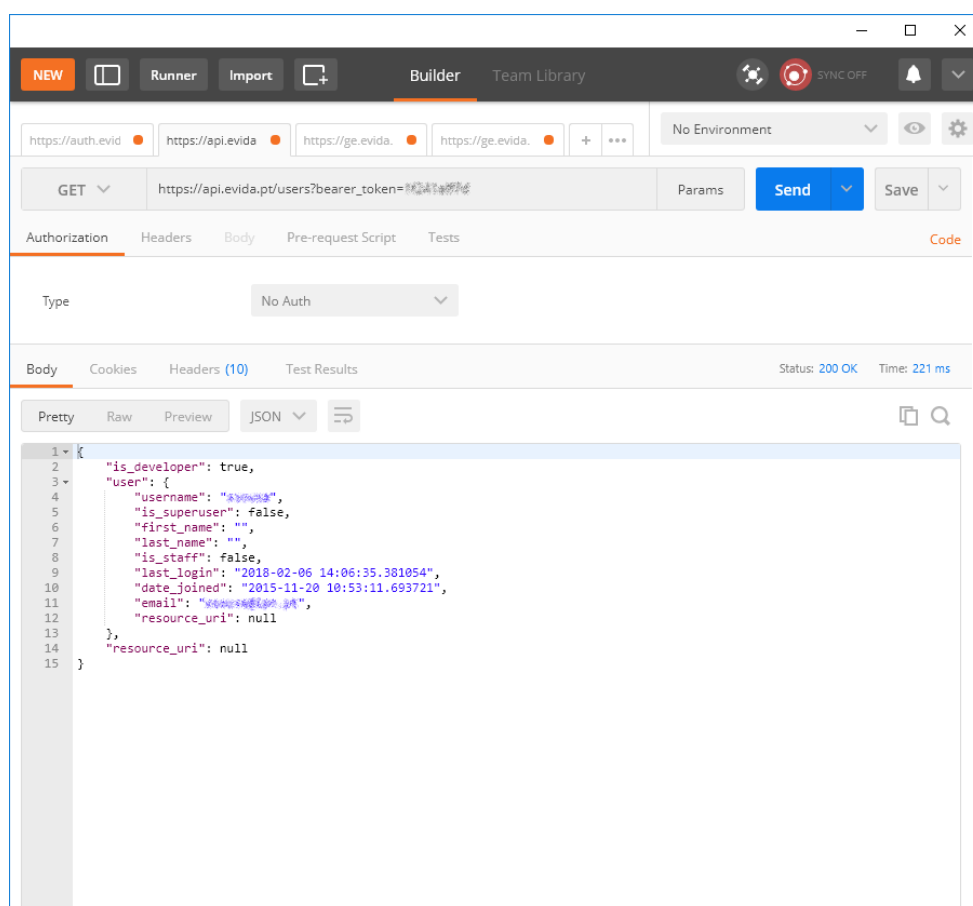 NEW Runner Import Builder Team Library SYNC OFF
https://auth.evid https://api.evida https://ge.evida. https://ge.evida. + ••• No Environment
GET https://api.evida.pt/users?bearer_token= Params Send Save
Authorization Headers Body Pre-request Script Tests Code
Type No Auth
Body Cookies Headers (10) Test Results Status: 200 OK Time: 221 ms
Pretty Raw Preview JSON
1 {
2 "is_developer": true,
3 "user": {
4 "username": "",
5 "is_superuser": false,
6 "first_name": "",
7 "last_name": "",
8 "is_staff": false,
9 "last_login": "2018-02-06 14:06:35.381054",
10 "date_joined": "2015-11-20 10:53:11.693721",
11 "email": "",
12 "resource_uri": null
13 },
14 "resource_uri": null
15 }